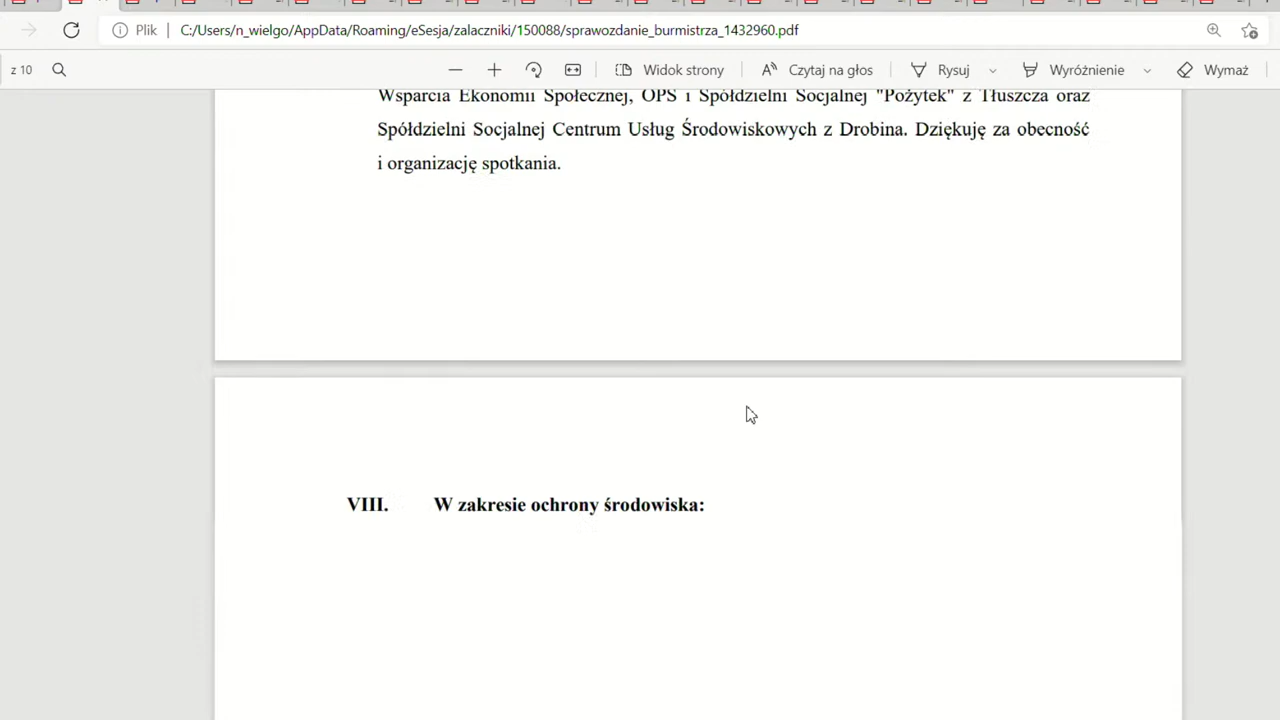 Plik
C:/Users/n_wielgo/AppData/Roaming/eSesja/zalaczniki/150088/sprawozdanie_burmistrza_1432960.pdf
z 10
Widok strony
Czytaj na głos
Rysuj
Wyróżnienie
Wymaż
Wsparcia Ekonomii Społecznej, OPS i Spółdzielni Socjalnej "Pożytek" z Tłuszcza oraz
Spółdzielni Socjalnej Centrum Usług Środowiskowych z Drobina. Dziękuję za obecność
i organizację spotkania.
VIII. W zakresie ochrony środowiska: